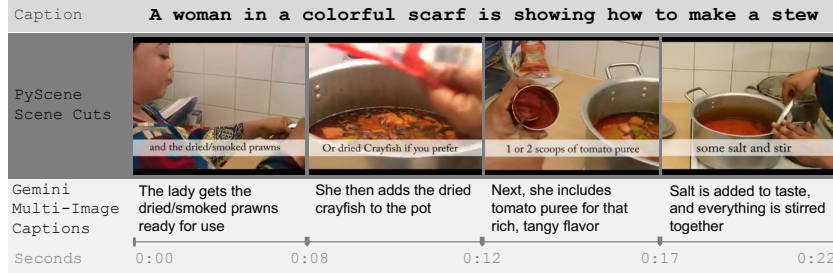 Caption
A woman in a colorful scarf is showing how to make a stew
PyScene
Scene Cuts
and the dried/smoked prawns
Or dried Crayfish if you prefer
1 or 2 scoops of tomato puree
some salt and stir
Gemini
Multi-Image
Captions
The lady gets the
dried/smoked prawns
ready for use
She then adds the dried
crayfish to the pot
Next, she includes
tomato puree for that
rich, tangy flavor
Salt is added to taste,
and everything is stirred
together
Seconds
0:00
0:08
0:12
0:17
0:22